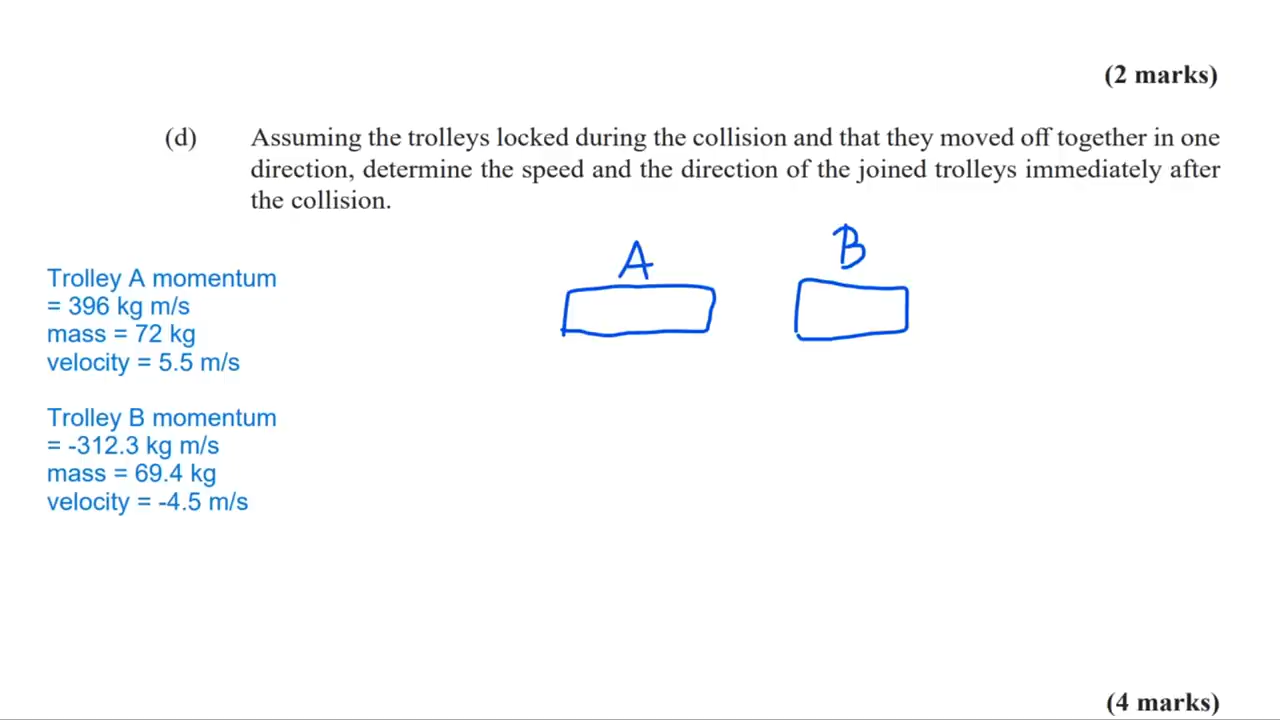 (2 marks)
(d) Assuming the trolleys locked during the collision and that they moved off together in one
direction, determine the speed and the direction of the joined trolleys immediately after
the collision.
A
B
Trolley A momentum
= 396 kg m/s
mass = 72 kg
velocity = 5.5 m/s
Trolley B momentum
= -312.3 kg m/s
mass = 69.4 kg
velocity = -4.5 m/s
(4 marks)